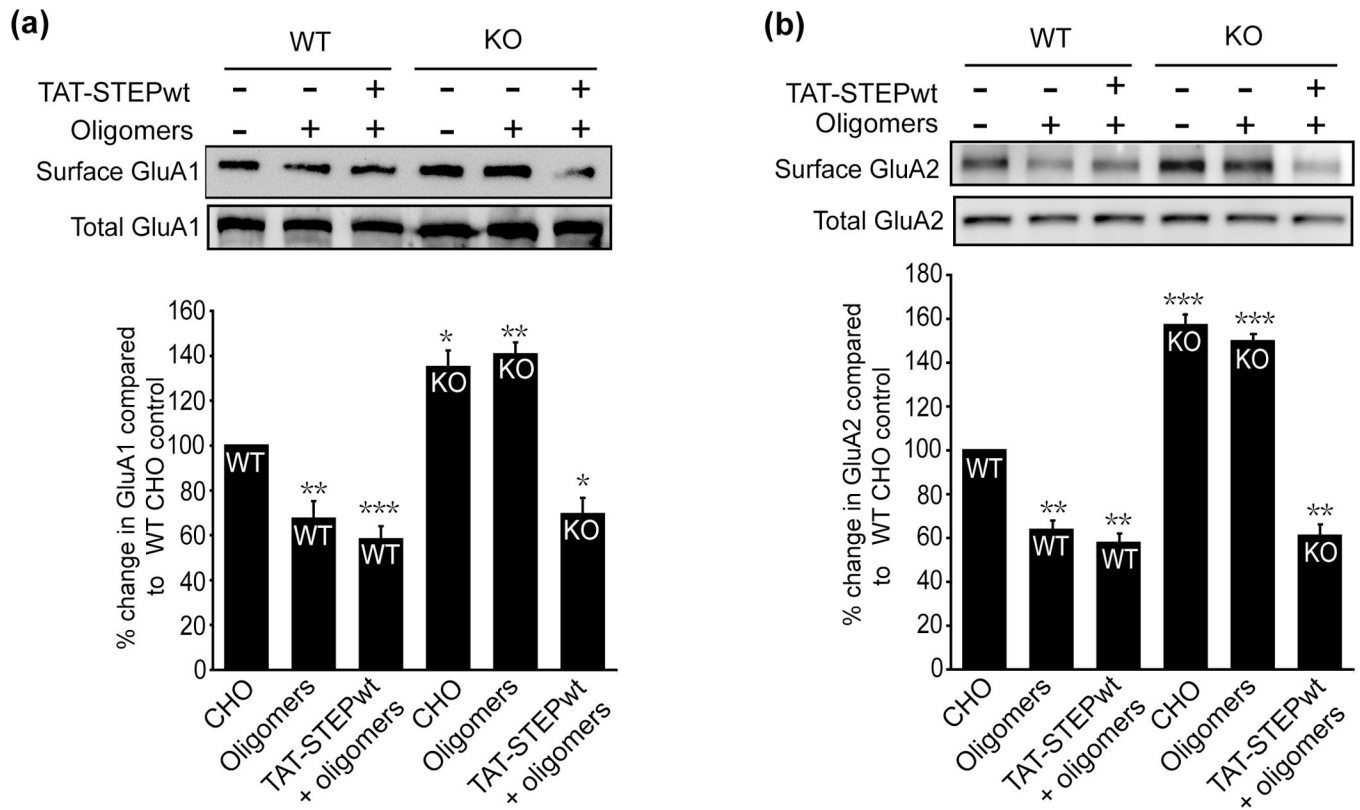 (a)
WT KO
TAT-STEPwt - - + - - +
Oligomers - + + - + +
Surface GluA1
Total GluA1
% change in GluA1 compared
to WT CHO control
160
140
120
100
80
60
40
20
0
WT
** WT
*** WT
* KO
** KO
* KO
CHO
Oligomers
TAT-STEPwt
+ oligomers
CHO
Oligomers
TAT-STEPwt
+ oligomers
(b)
WT KO
TAT-STEPwt - - + - - +
Oligomers - + + - + +
Surface GluA2
Total GluA2
% change in GluA2 compared
to WT CHO control
180
160
140
120
100
80
60
40
20
0
WT
** WT
** WT
*** KO
*** KO
** KO
CHO
Oligomers
TAT-STEPwt
+ oligomers
CHO
Oligomers
TAT-STEPwt
+ oligomers